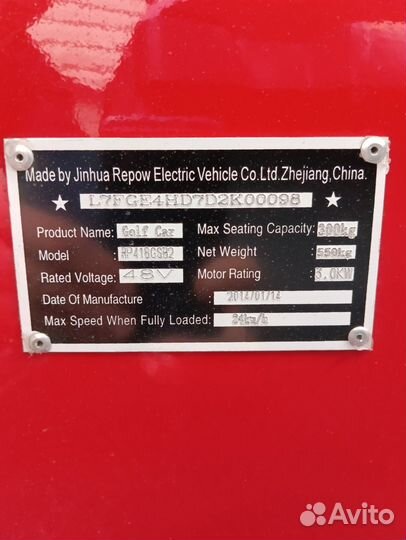 Made by Jinhua Repow Electric Vehicle Co.Ltd.Zhejiang,China.
★ L7FGE4HD7D2K00098 ★
Product Name: Golf Car Max Seating Capacity: 300kg
Model RP416GSB2 Net Weight 550kg
Rated Voltage: 48V Motor Rating 3.0KW
Date Of Manufacture : 2014/01/14
Max Speed When Fully Loaded: 24km/h
Avito